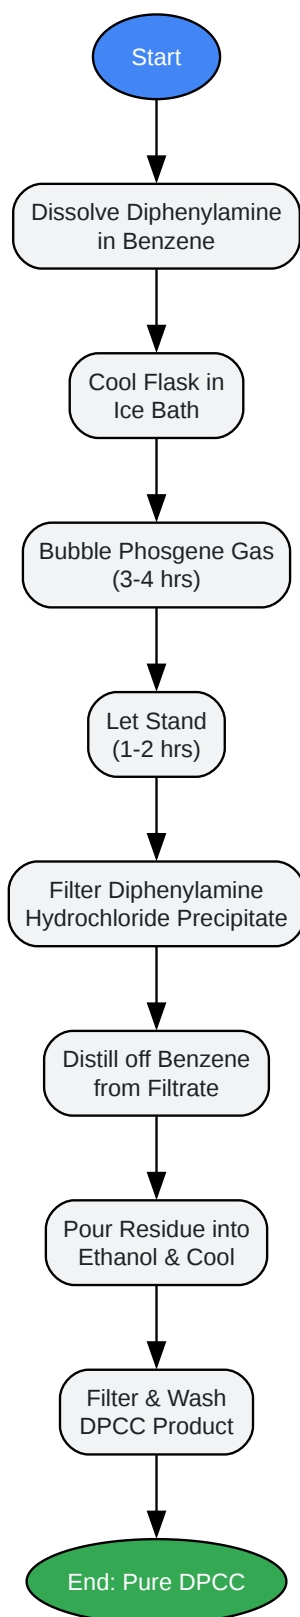 Start
Dissolve Diphenylamine
in Benzene
Cool Flask in
Ice Bath
Bubble Phosgene Gas
(3-4 hrs)
Let Stand
(1-2 hrs)
Filter Diphenylamine
Hydrochloride Precipitate
Distill off Benzene
from Filtrate
Pour Residue into
Ethanol & Cool
Filter & Wash
DPCC Product
End: Pure DPCC